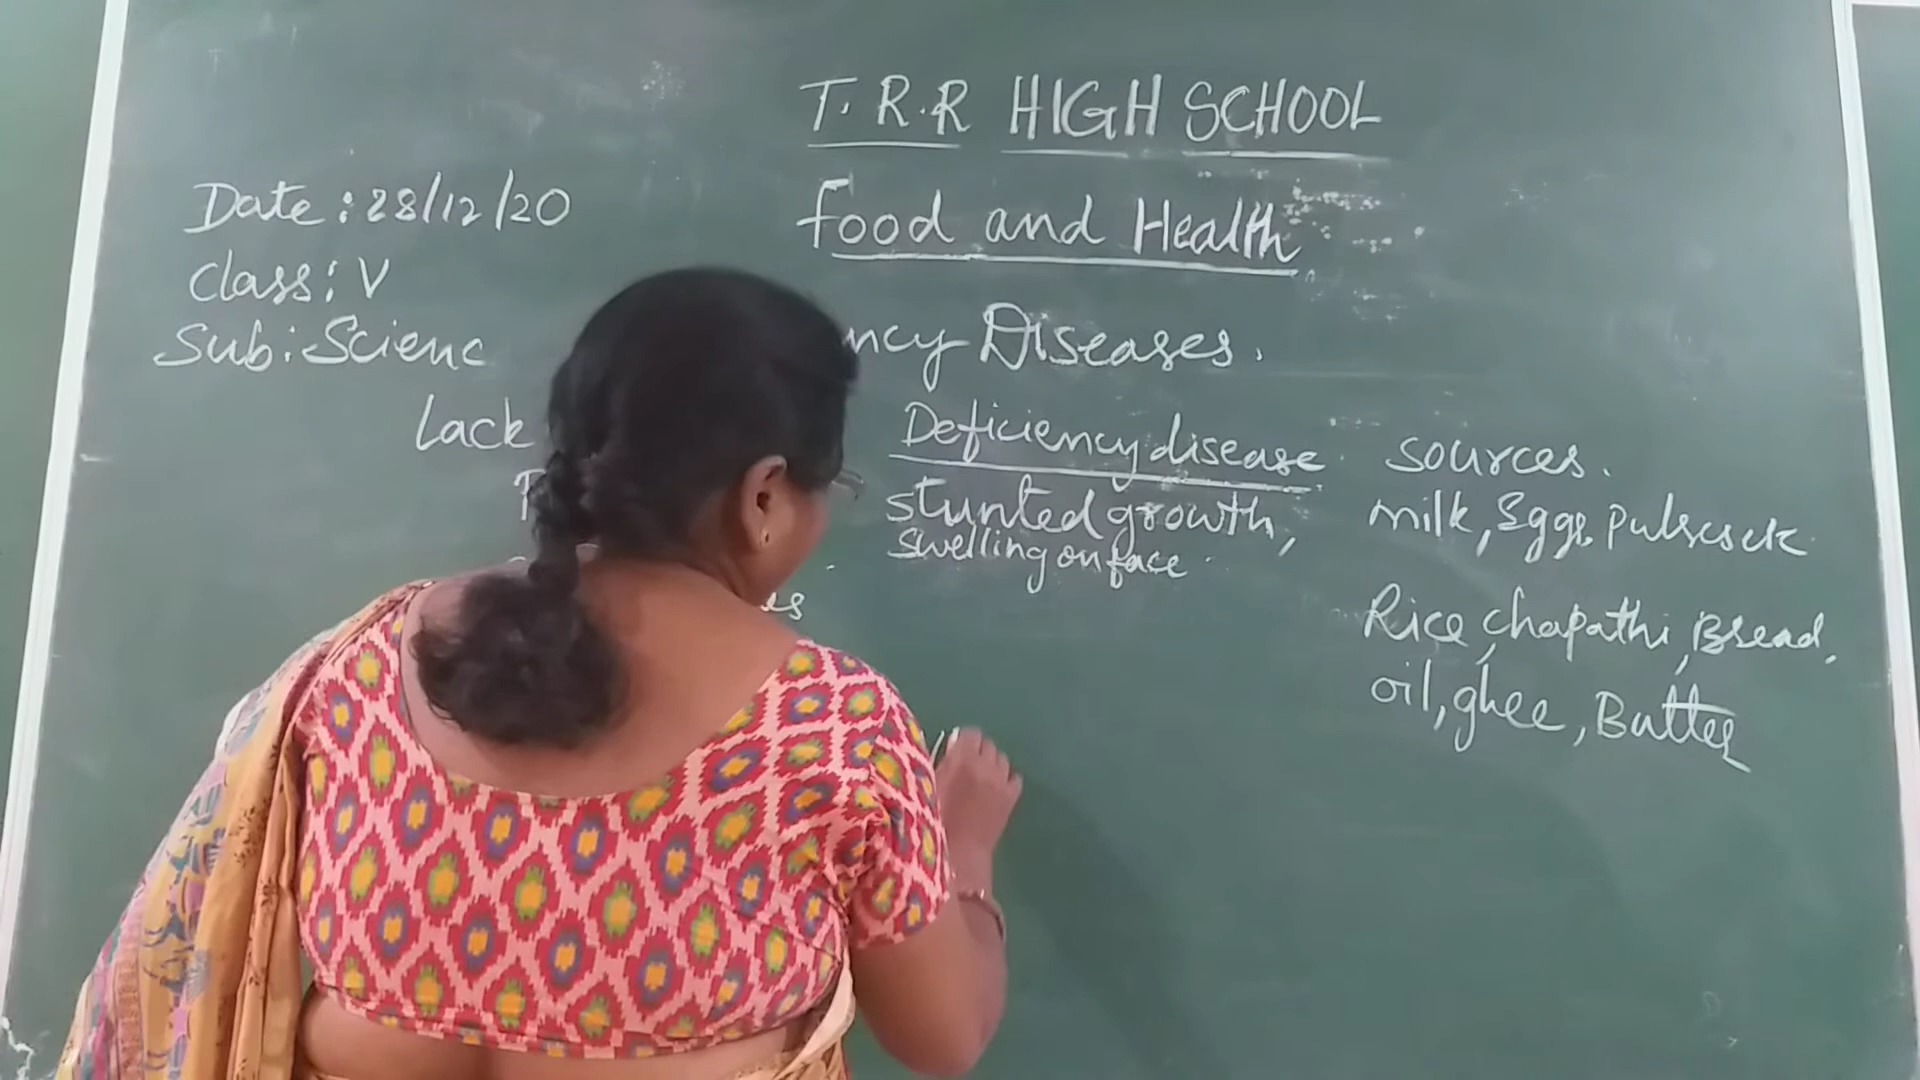 T. R. R HIGH SCHOOL
Date : 28/12/20
Food and Health
Class : V
Sub : Scienc
ncy Diseases.
Lack
Deficiency disease
sources.
stunted growth,
milk, Eggs, pulses etc
swelling on face
es
Rice, chapathi, Bread,
oil, ghee, Butter